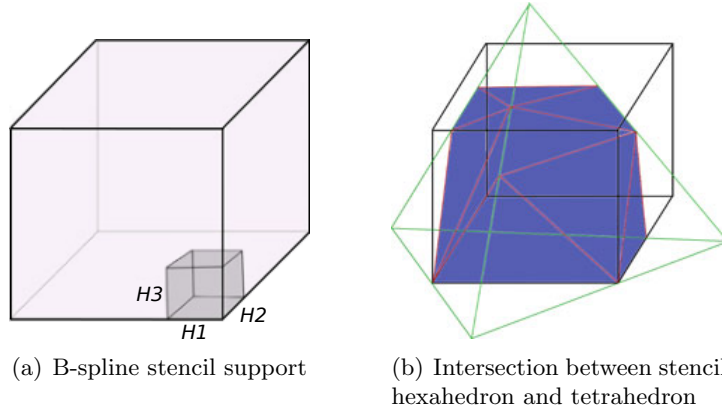 H3
H2
H1
(a) B-spline stencil support
(b) Intersection between stencil
hexahedron and tetrahedron